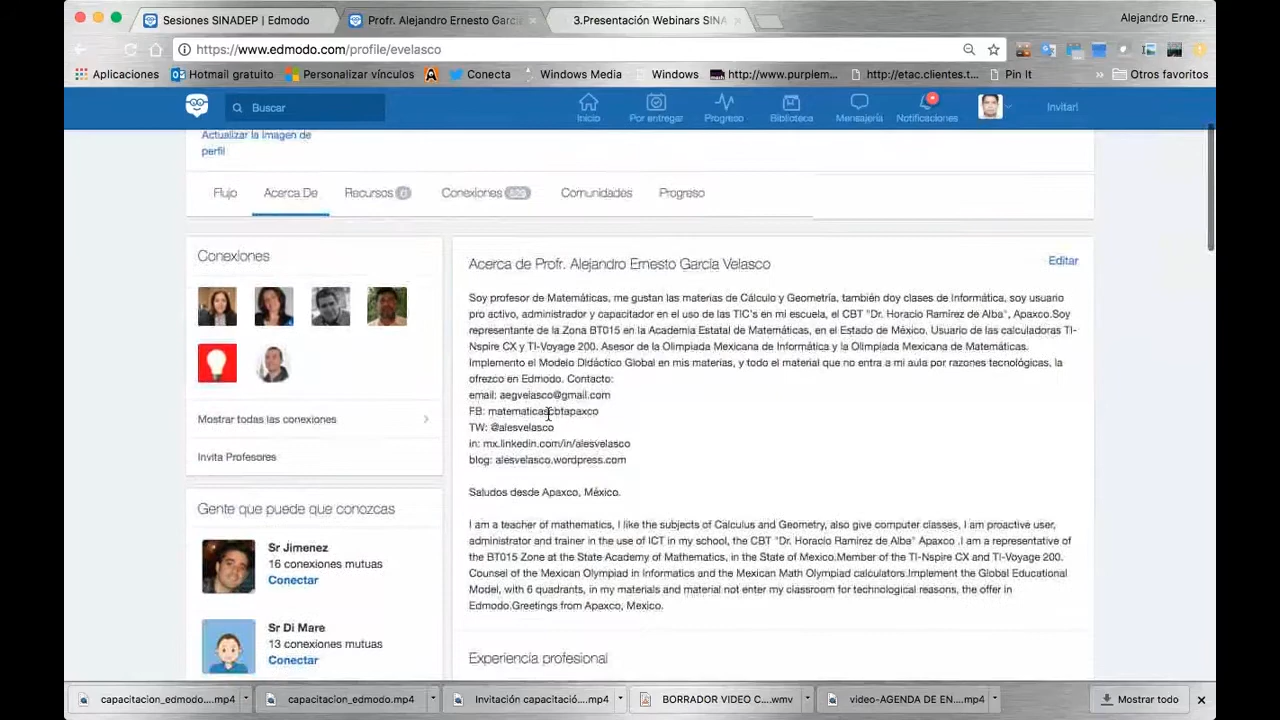 Sesiones SINADEP | Edmodo
Profr. Alejandro Ernesto Garcí
3.Presentación Webinars SINA
Alejandro Erne...
https://www.edmodo.com/profile/evelasco
Aplicaciones
Hotmail gratuito
Personalizar vínculos
Conecta
Windows Media
Windows
http://www.purplem...
http://etac.clientes.t...
Pin It
»
Otros favoritos
Buscar
Inicio
Por entregar
Progreso
Biblioteca
Mensajería
Notificaciones
Invitar!
Actualizar la imagen de
perfil
Flujo
Acerca De
Recursos
Conexiones
Comunidades
Progreso
Conexiones
Mostrar todas las conexiones
Invita Profesores
Gente que puede que conozcas
Sr Jimenez
16 conexiones mutuas
Conectar
Sr Di Mare
13 conexiones mutuas
Conectar
Acerca de Profr. Alejandro Ernesto García Velasco
Editar
Soy profesor de Matemáticas, me gustan las materias de Cálculo y Geometría, también doy clases de Informática, soy usuario
pro activo, administrador y capacitador en el uso de las TIC's en mi escuela, el CBT "Dr. Horacio Ramírez de Alba", Apaxco.Soy
representante de la Zona BT015 en la Academia Estatal de Matemáticas, en el Estado de México. Usuario de las calculadoras TI-
Nspire CX y TI-Voyage 200. Asesor de la Olimpiada Mexicana de Informática y la Olimpiada Mexicana de Matemáticas.
Implemento el Modelo Didáctico Global en mis materias, y todo el material que no entra a mi aula por razones tecnológicas, la
ofrezco en Edmodo. Contacto:
email: aegvelasco@gmail.com
FB: matematicascbtapaxco
TW: @alesvelasco
in: mx.linkedin.com/in/alesvelasco
blog: alesvelasco.wordpress.com
Saludos desde Apaxco, México.
I am a teacher of mathematics, I like the subjects of Calculus and Geometry, also give computer classes, I am proactive user,
administrator and trainer in the use of ICT in my school, the CBT "Dr. Horacio Ramirez de Alba" Apaxco .I am a representative of
the BT015 Zone at the State Academy of Mathematics, in the State of Mexico.Member of the TI-Nspire CX and TI-Voyage 200.
Counsel of the Mexican Olympiad in Informatics and the Mexican Math Olympiad calculators.Implement the Global Educational
Model, with 6 quadrants, in my materials and material not enter my classroom for technological reasons, the offer in
Edmodo.Greetings from Apaxco, Mexico.
Experiencia profesional
capacitacion_edmodo....mp4
capacitacion_edmodo.mp4
Invitación capacitació....mp4
BORRADOR VIDEO C....wmv
video-AGENDA DE EN....mp4
Mostrar todo